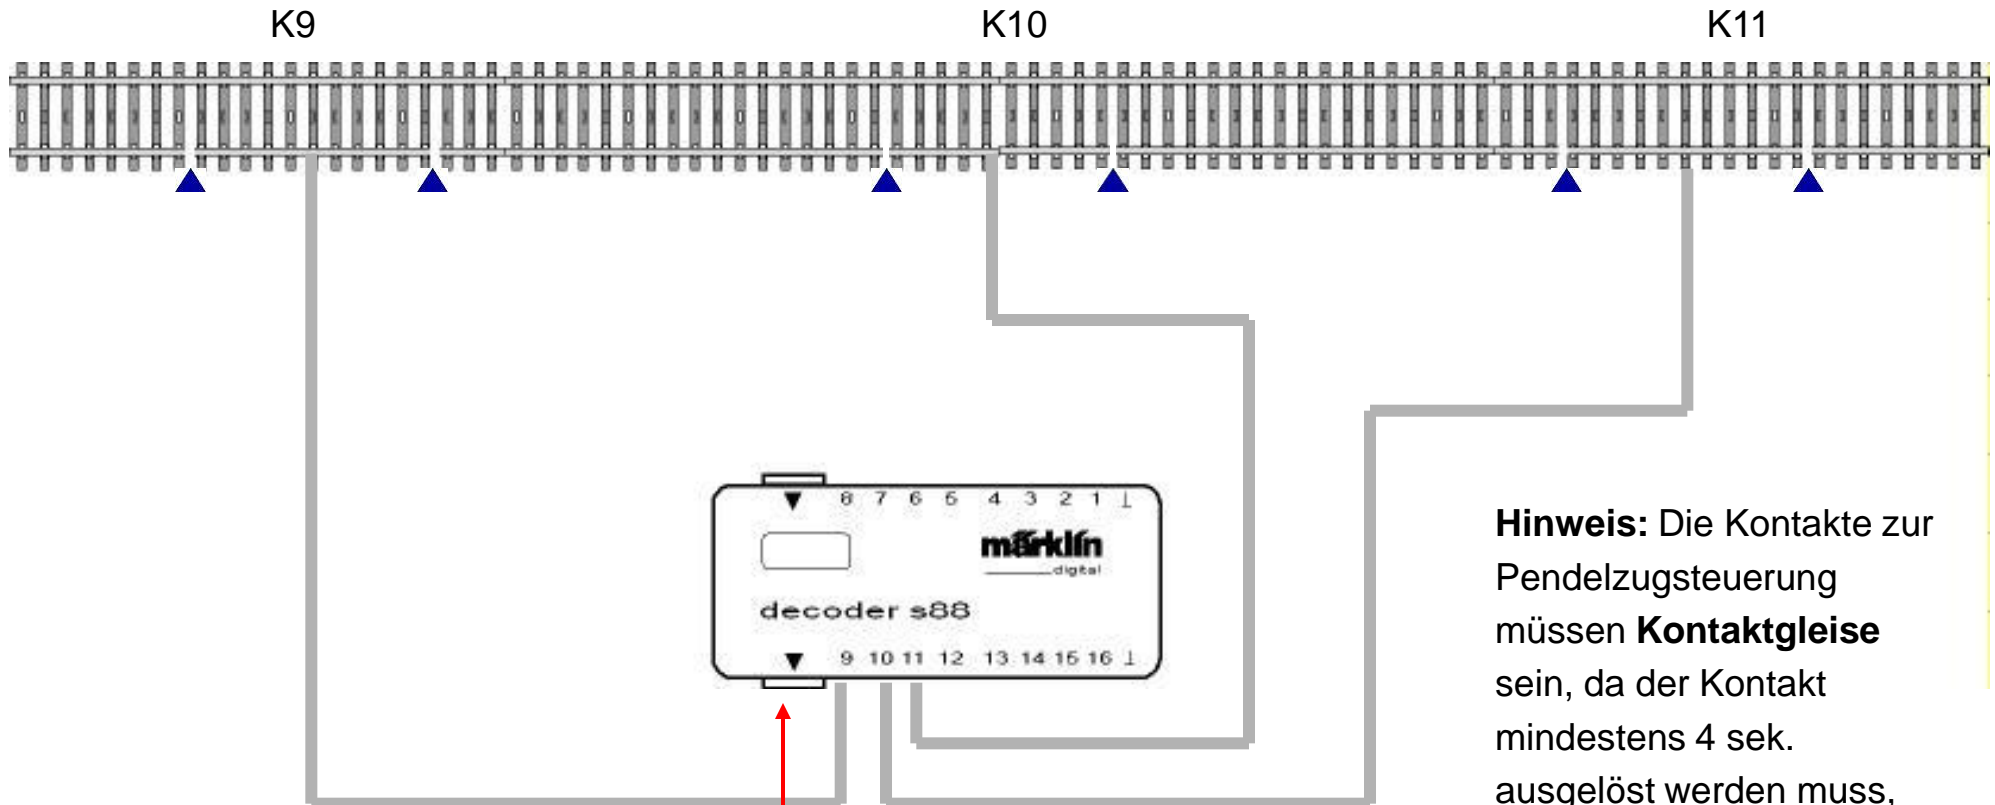 K9 K10 K11
8 7 6 5 4 3 2 1 ⊥
märklin
digital
decoder s88
9 10 11 12 13 14 15 16 ⊥
Hinweis: Die Kontakte zur
Pendelzugsteuerung
müssen Kontaktgleise
sein, da der Kontakt
mindestens 4 sek.
ausgelöst werden muss,